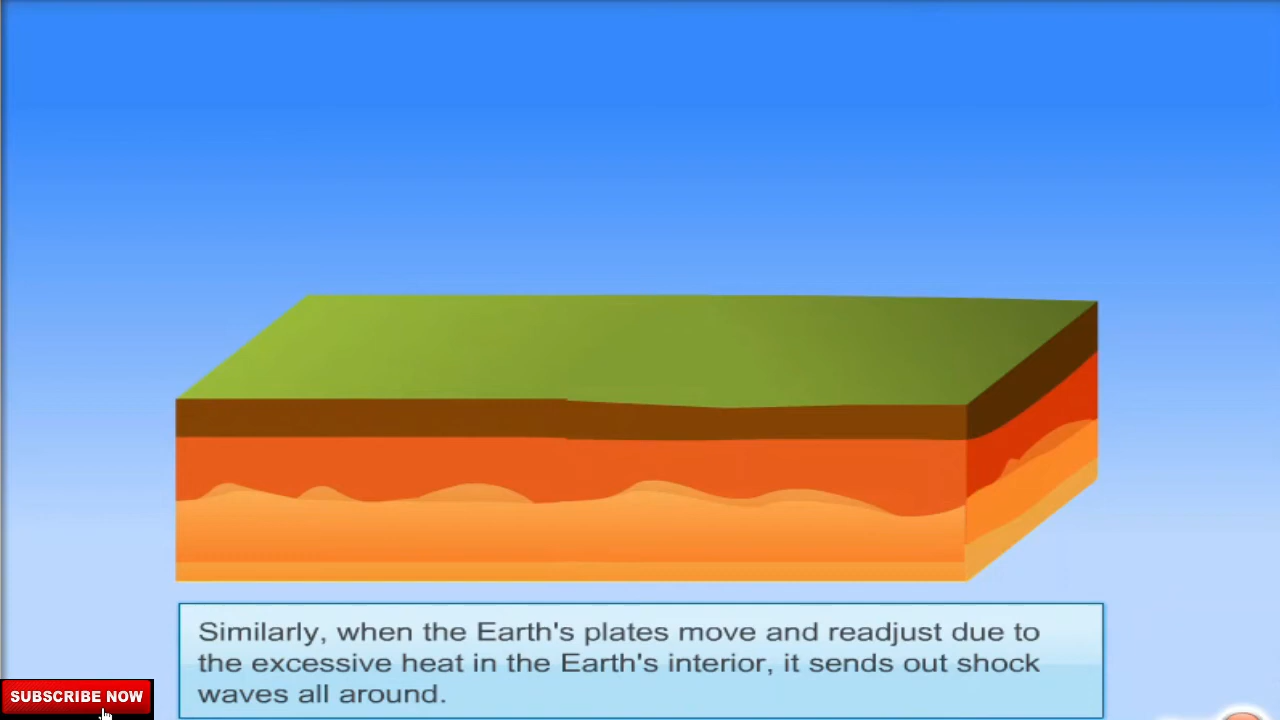 Similarly, when the Earth's plates move and readjust due to
the excessive heat in the Earth's interior, it sends out shock
waves all around.
SUBSCRIBE NOW